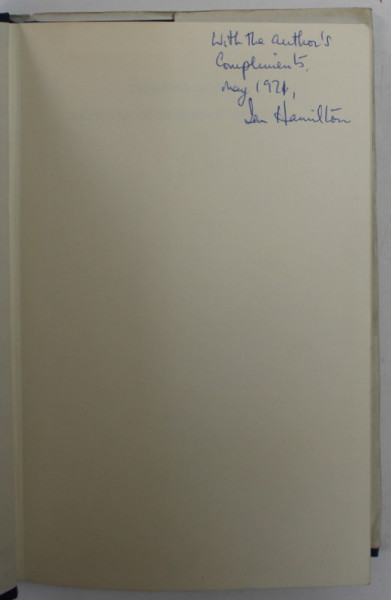 With the author's
Compliments.
May 1971,
Ian Hamilton